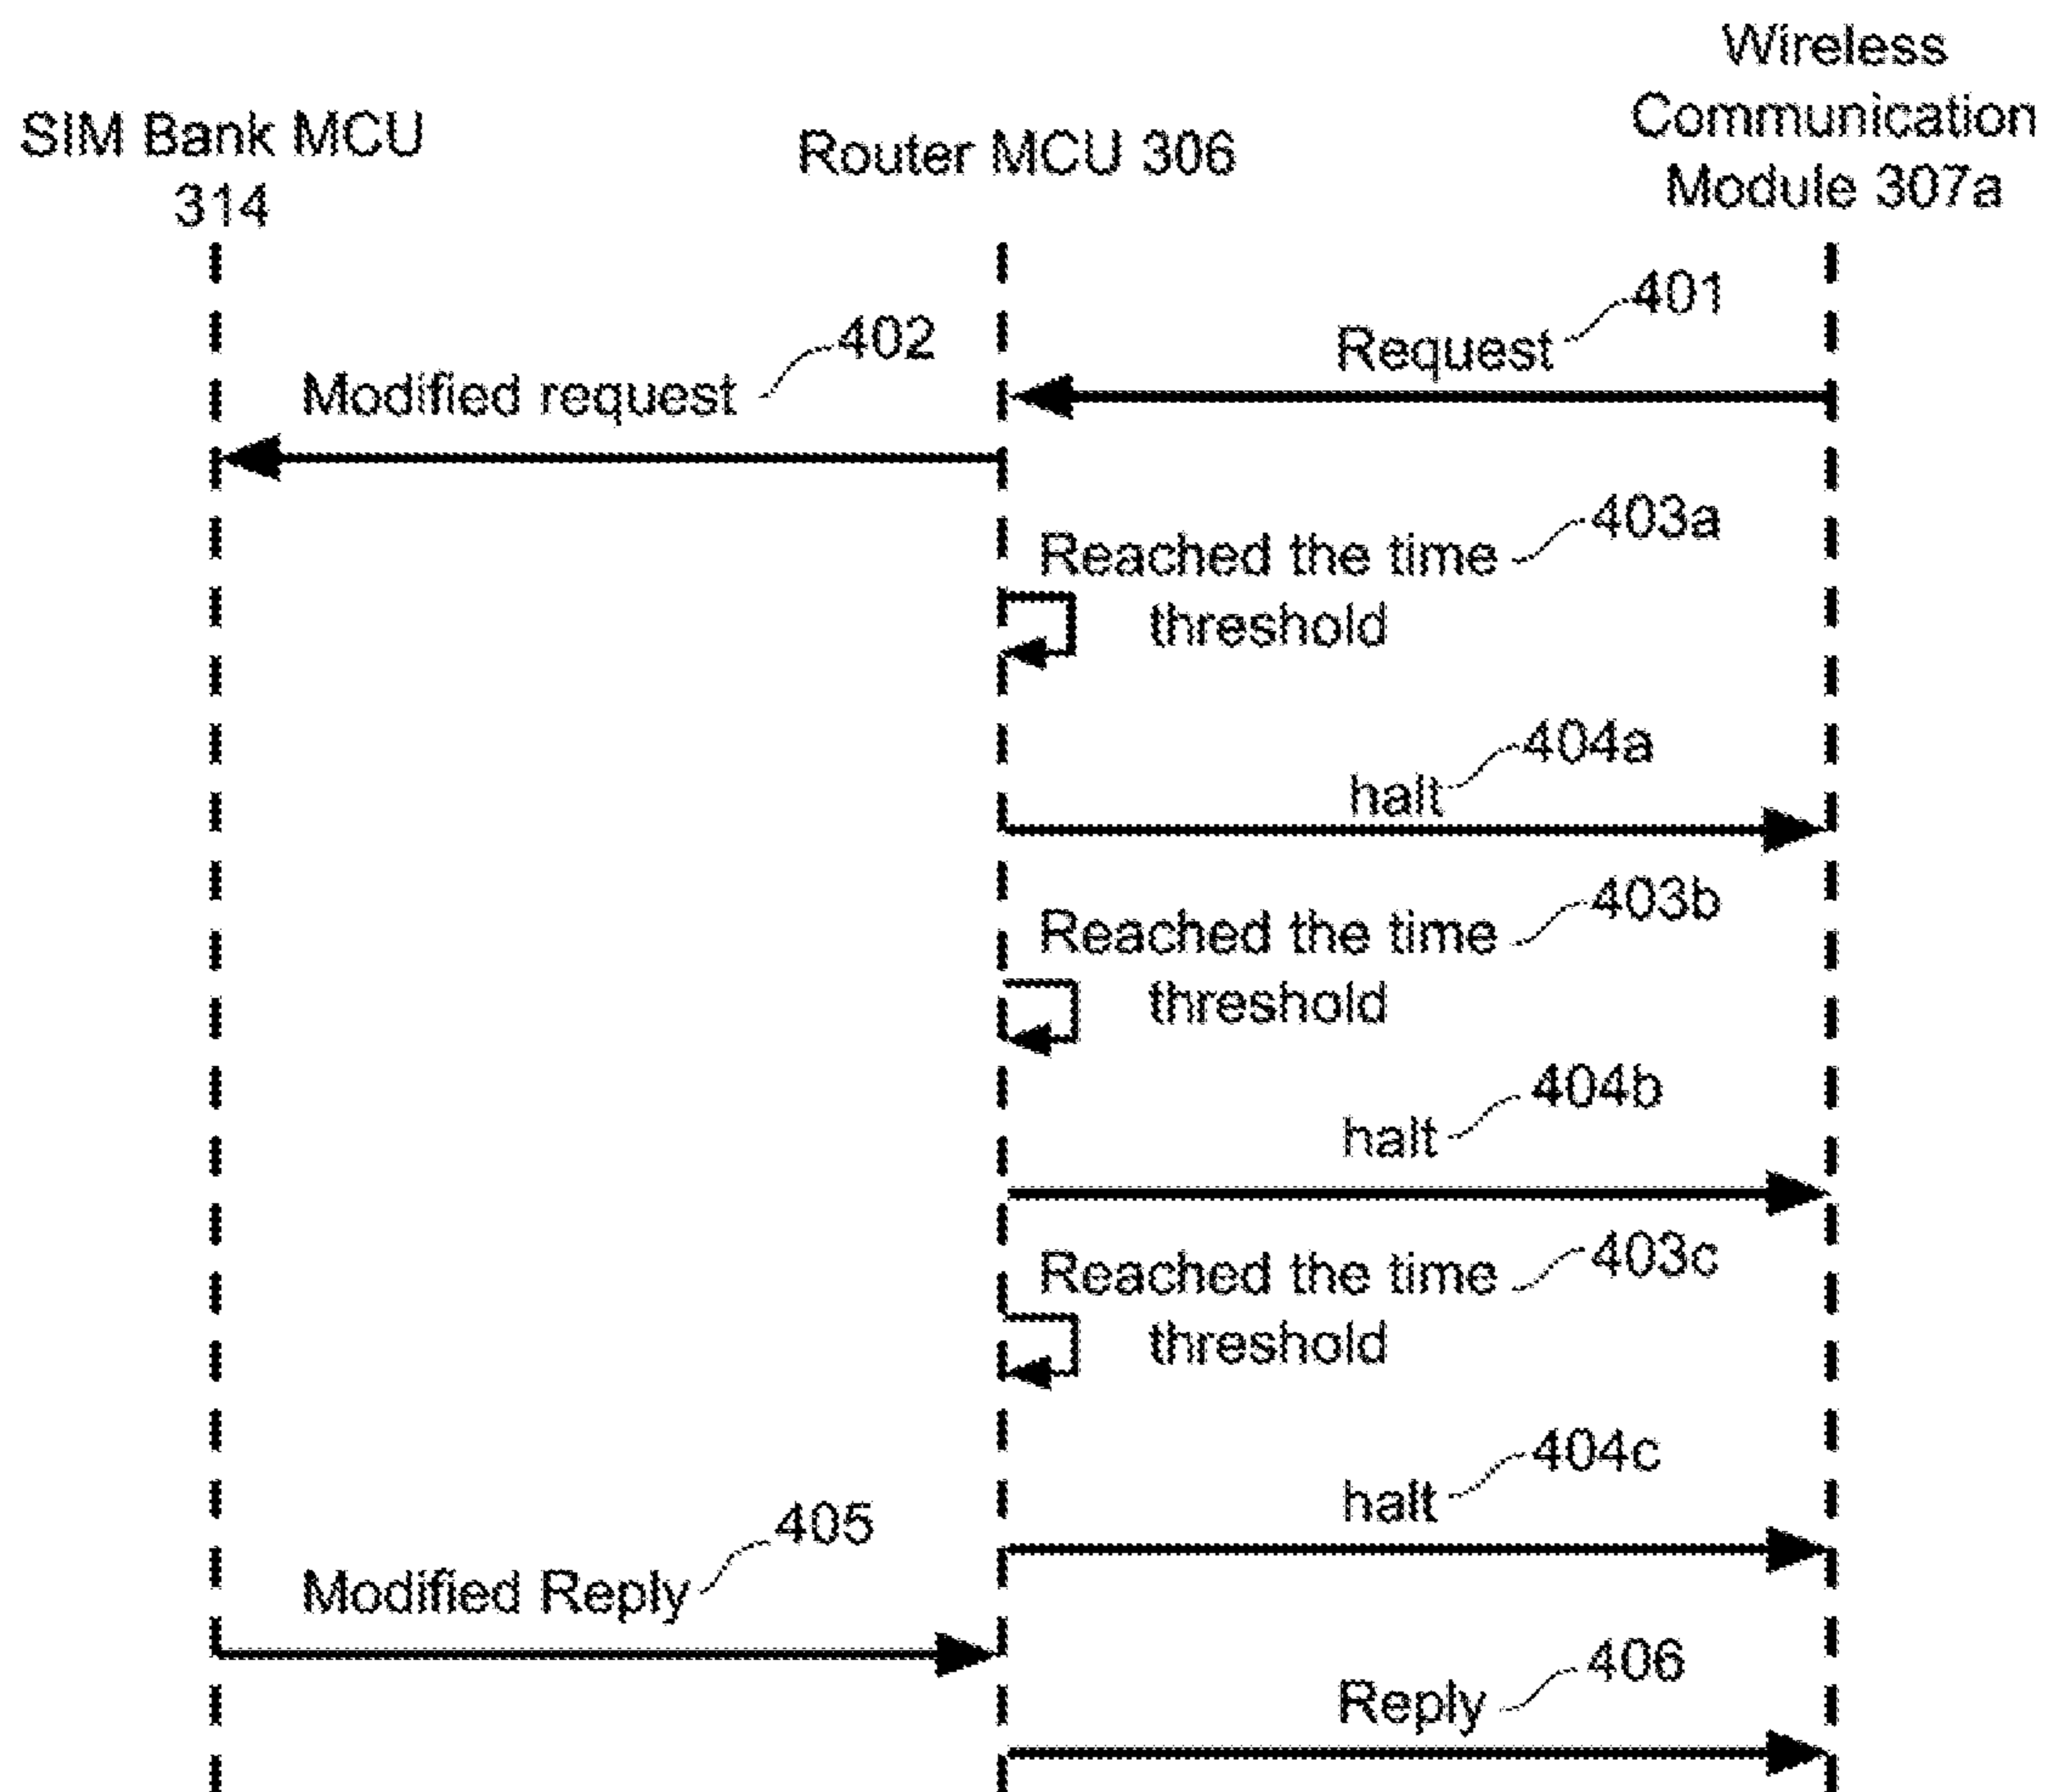 Wireless
Communication
Module 307a
SIM Bank MCU
314
Router MCU 306
401
Request
402
Modified request
403a
Reached the time
threshold
404a
halt
403b
Reached the time
threshold
404b
halt
403c
Reached the time
threshold
404c
halt
405
Modified Reply
406
Reply